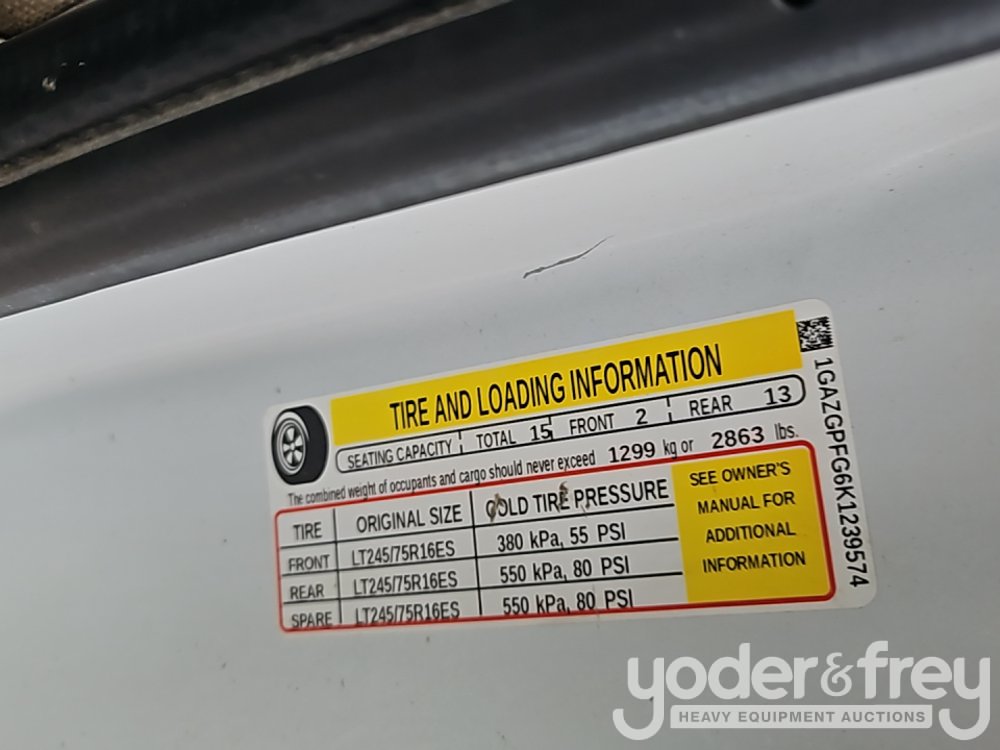 TIRE AND LOADING INFORMATION
SEATING CAPACITY TOTAL 15 FRONT 2 REAR 13
The combined weight of occupants and cargo should never exceed 1299 kg or 2863 lbs.
TIRE ORIGINAL SIZE COLD TIRE PRESSURE
FRONT LT245/75R16ES 380 kPa, 55 PSI
REAR LT245/75R16ES 550 kPa, 80 PSI
SPARE LT245/75R16ES 550 kPa, 80 PSI
SEE OWNER'S
MANUAL FOR
ADDITIONAL
INFORMATION
1GAZGPFG6K1239574
yoder&frey
HEAVY EQUIPMENT AUCTIONS